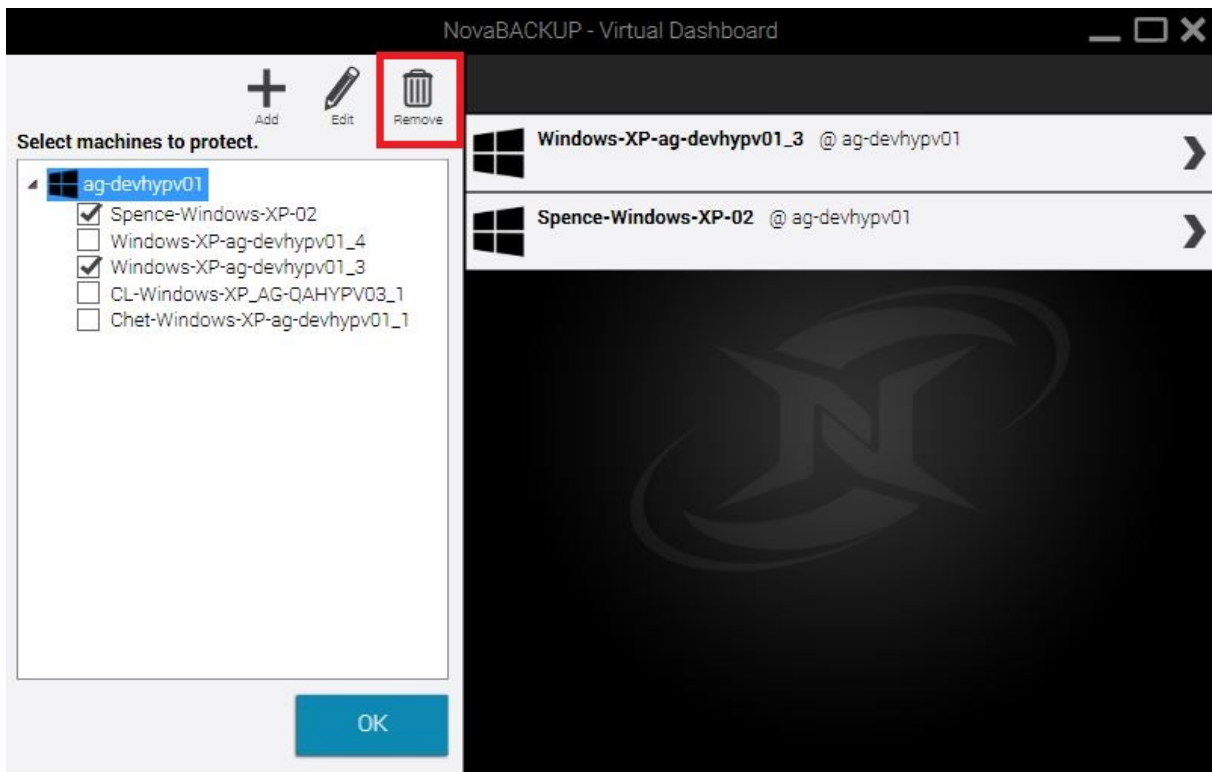 NovaBACKUP - Virtual Dashboard
Add
Edit
Remove
Select machines to protect.
ag-devhypv01
Spence-Windows-XP-02
Windows-XP-ag-devhypv01_4
Windows-XP-ag-devhypv01_3
CL-Windows-XP_AG-QAHYPV03_1
Chet-Windows-XP-ag-devhypv01_1
OK
Windows-XP-ag-devhypv01_3 @ ag-devhypv01
Spence-Windows-XP-02 @ ag-devhypv01
N